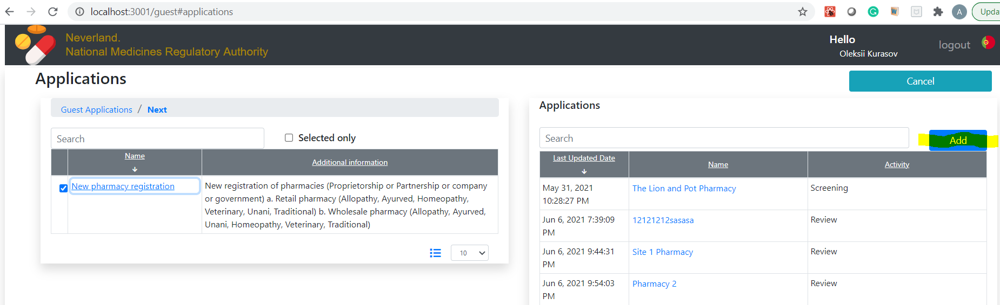 localhost:3001/guest#applications
A
Upda
Neverland.
National Medicines Regulatory Authority
Hello
Oleksii Kurasov
logout
Applications
Cancel
Guest Applications / Next
Search
Selected only
Name
Additional information
New pharmacy registration
New registration of pharmacies (Proprietorship or Partnership or company
or government) a. Retail pharmacy (Allopathy, Ayurved, Homeopathy,
Veterinary, Unani, Traditional) b. Wholesale pharmacy (Allopathy, Ayurved,
Unani, Homeopathy, Veterinary, Traditional)
10
Applications
Search
Add
Last Updated Date
Name
Activity
May 31, 2021
10:28:27 PM
The Lion and Pot Pharmacy
Screening
Jun 6, 2021 7:39:09
PM
12121212sasasa
Review
Jun 6, 2021 9:44:31
PM
Site 1 Pharmacy
Review
Jun 6, 2021 9:54:03
PM
Pharmacy 2
Review